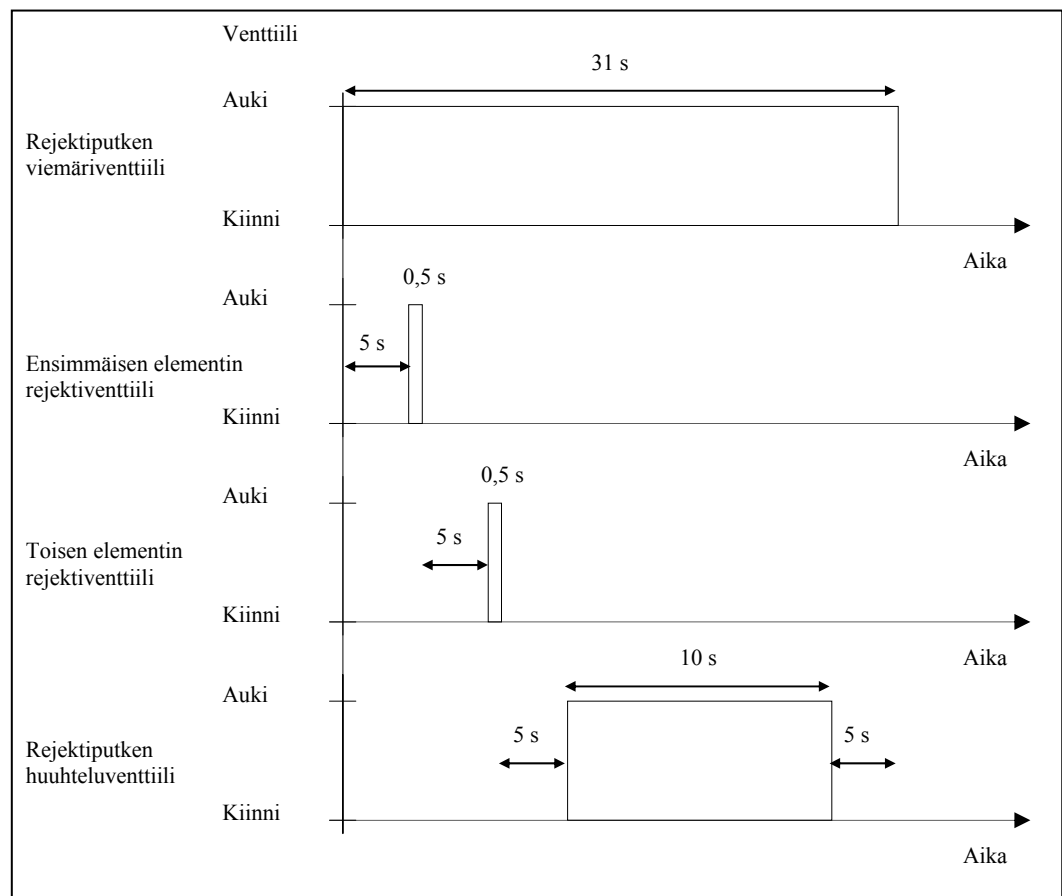 Venttiili
31 s
Auki
Rejektiputken
viemäriventtiili
Kiinni
Aika
0,5 s
Auki
5 s
Ensimmäisen elementin
rejektiventtiili
Kiinni
Aika
0,5 s
Auki
5 s
Toisen elementin
rejektiventtiili
Kiinni
Aika
10 s
Auki
5 s
5 s
Rejektiputken
huuhteluventtiili
Kiinni
Aika